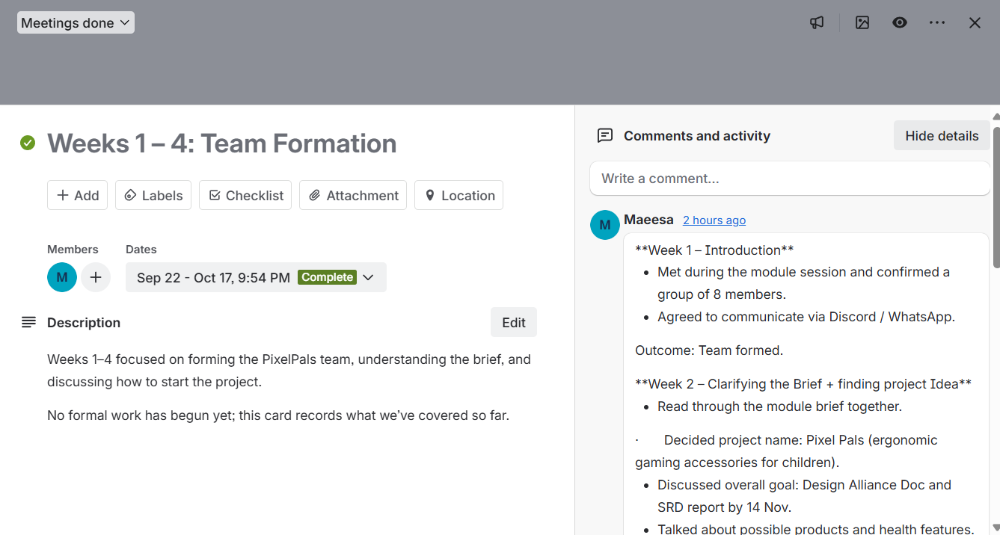 Meetings done
Weeks 1 – 4: Team Formation
Add
Labels
Checklist
Attachment
Location
Members
Dates
M
Sep 22 - Oct 17, 9:54 PM
Complete
Description
Edit
Weeks 1–4 focused on forming the PixelPals team, understanding the brief, and
discussing how to start the project.
No formal work has begun yet; this card records what we’ve covered so far.
Comments and activity
Hide details
Write a comment…
M
Maeesa
2 hours ago
**Week 1 – Introduction**
• Met during the module session and confirmed a
group of 8 members.
• Agreed to communicate via Discord / WhatsApp.
Outcome: Team formed.
**Week 2 – Clarifying the Brief + finding project Idea**
• Read through the module brief together.
· Decided project name: Pixel Pals (ergonomic
gaming accessories for children).
• Discussed overall goal: Design Alliance Doc and
SRD report by 14 Nov.
• Talked about possible products and health features.